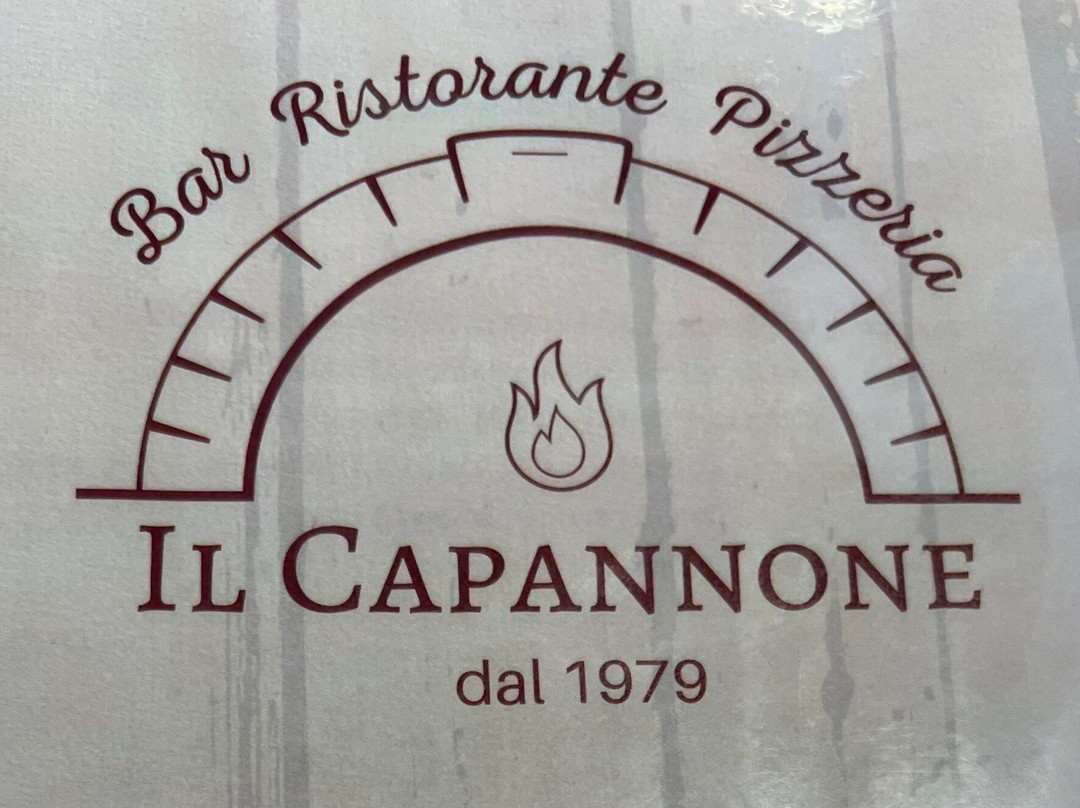 Bar Ristorante Pizzeria
IL CAPANNONE
dal 1979